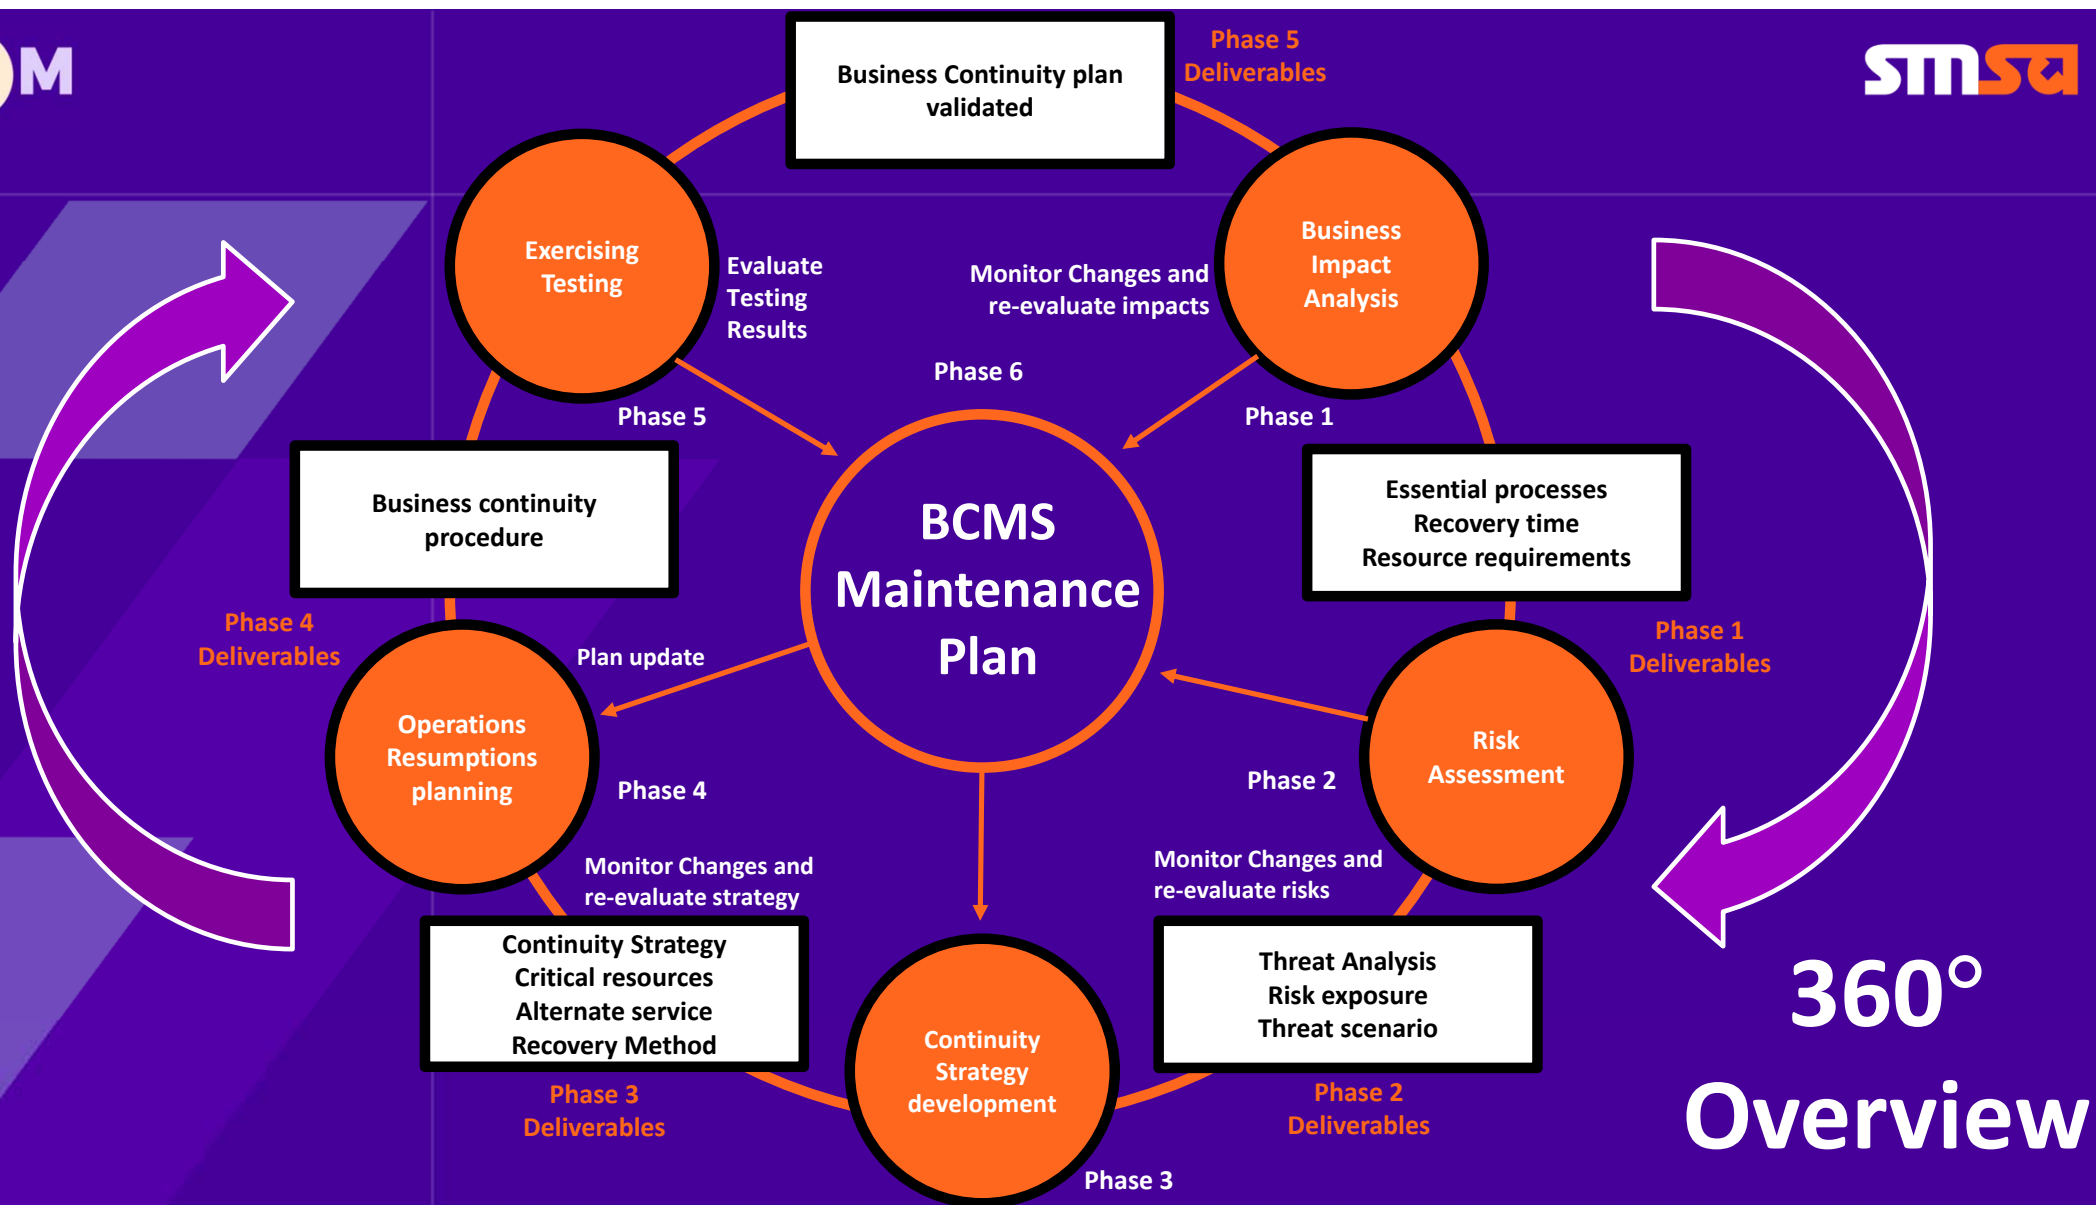 M
smsa
Business Continuity plan
validated
Phase 5
Deliverables
Exercising
Testing
Evaluate
Testing
Results
Phase 5
Business
Impact
Analysis
Monitor Changes and
re-evaluate impacts
Phase 1
Phase 6
BCMS
Maintenance
Plan
Business continuity
procedure
Phase 4
Deliverables
Essential processes
Recovery time
Resource requirements
Phase 1
Deliverables
Operations
Resumptions
planning
Plan update
Phase 4
Risk
Assessment
Phase 2
Monitor Changes and
re-evaluate strategy
Monitor Changes and
re-evaluate risks
Continuity Strategy
Critical resources
Alternate service
Recovery Method
Phase 3
Deliverables
Continuity
Strategy
development
Phase 3
Threat Analysis
Risk exposure
Threat scenario
Phase 2
Deliverables
360°
Overview